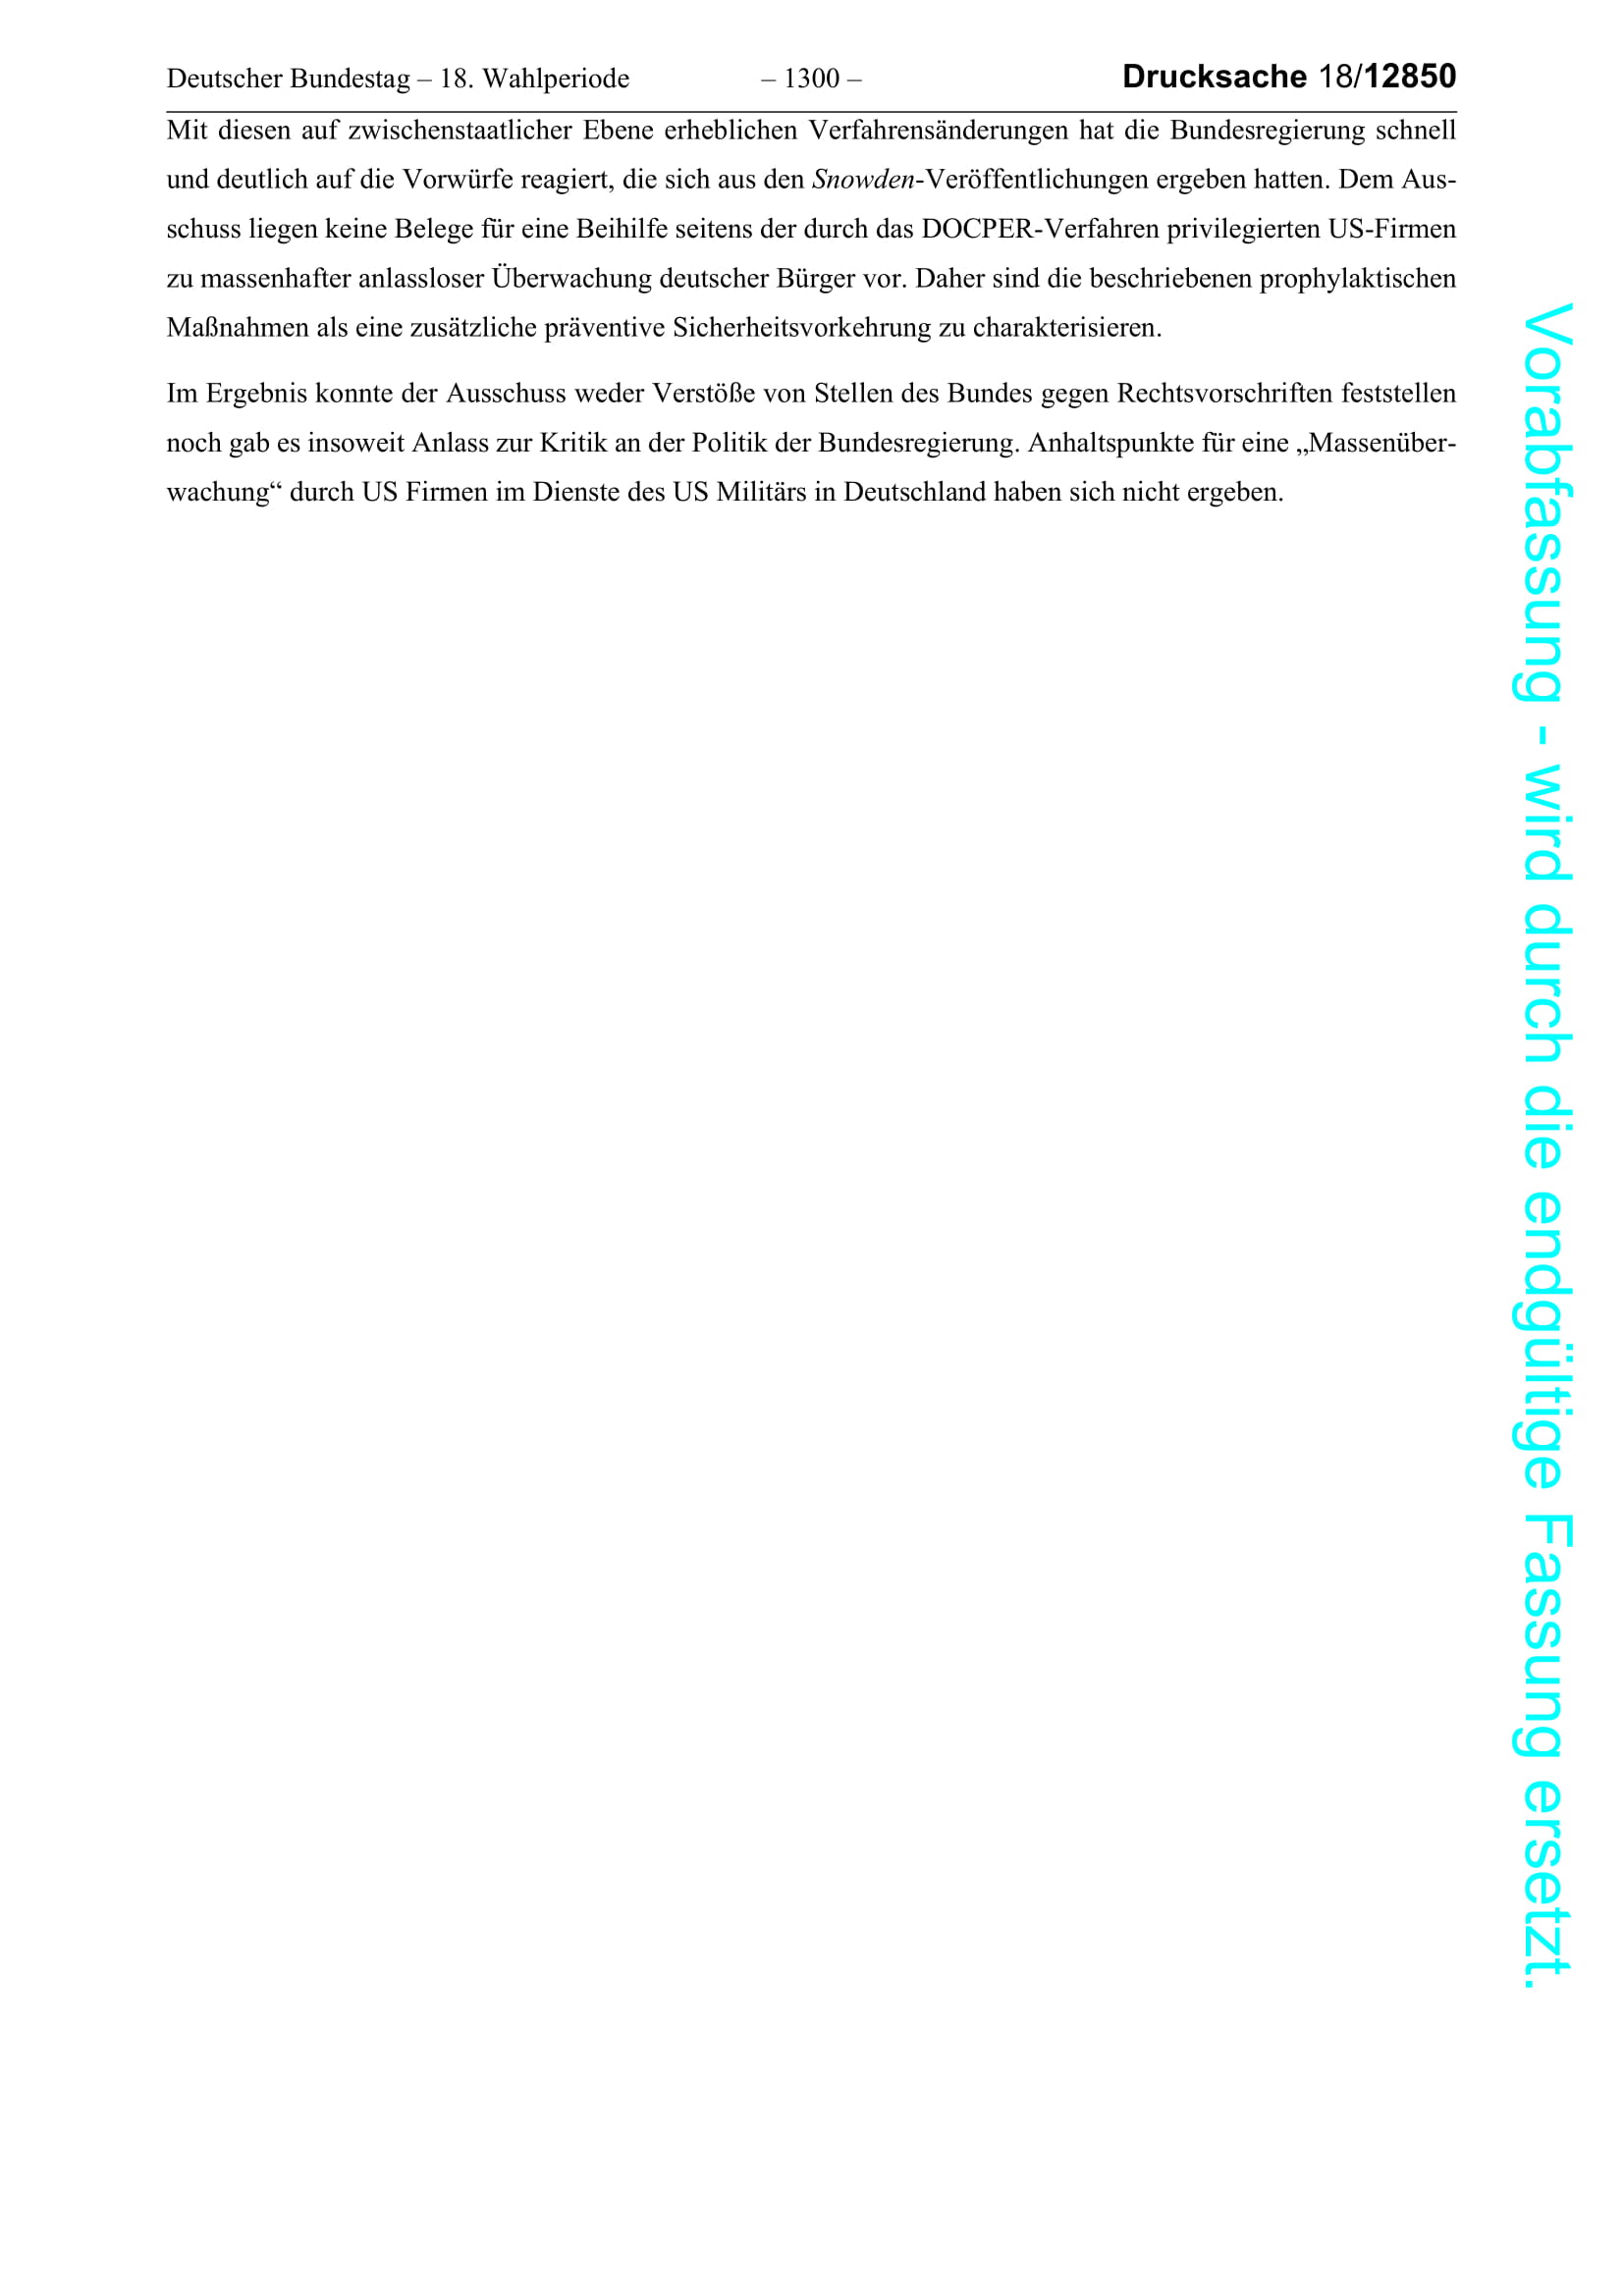 Deutscher Bundestag – 18. Wahlperiode – 1300 – Drucksache 18/12850
Mit diesen auf zwischenstaatlicher Ebene erheblichen Verfahrensänderungen hat die Bundesregierung schnell
und deutlich auf die Vorwürfe reagiert, die sich aus den Snowden-Veröffentlichungen ergeben hatten. Dem Aus-
schuss liegen keine Belege für eine Beihilfe seitens der durch das DOCPER-Verfahren privilegierten US-Firmen
zu massenhafter anlassloser Überwachung deutscher Bürger vor. Daher sind die beschriebenen prophylaktischen
Maßnahmen als eine zusätzliche präventive Sicherheitsvorkehrung zu charakterisieren.
Im Ergebnis konnte der Ausschuss weder Verstöße von Stellen des Bundes gegen Rechtsvorschriften feststellen
noch gab es insoweit Anlass zur Kritik an der Politik der Bundesregierung. Anhaltspunkte für eine „Massenüber-
wachung“ durch US Firmen im Dienste des US Militärs in Deutschland haben sich nicht ergeben.
Vorabfassung - wird durch die endgültige Fassung ersetzt.